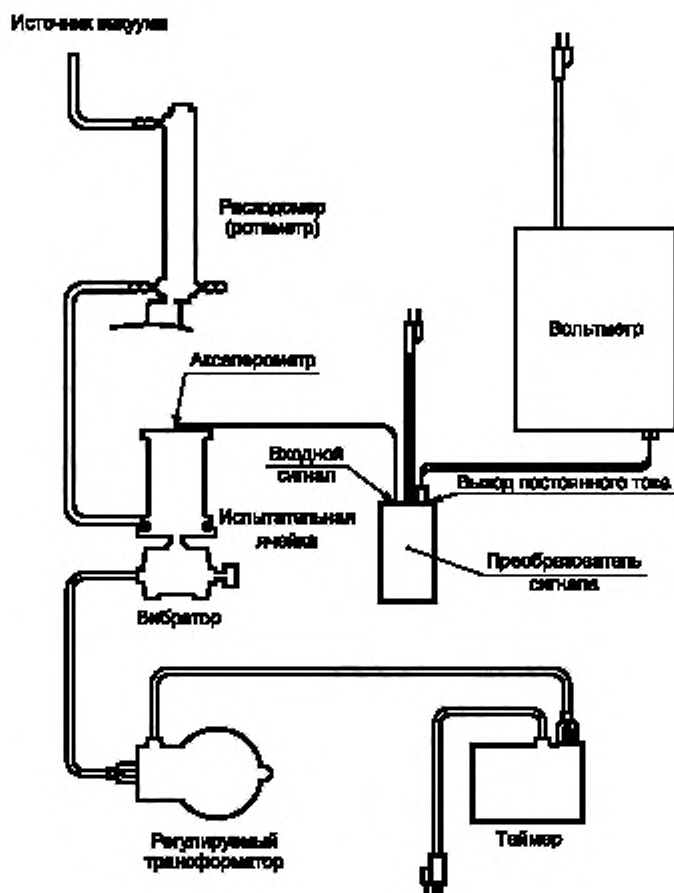 Источник вакуума
Расходомер
(ротаметр)
Вольтметр
Акселерометр
Входной
сигнал
Выход постоянного тока
Испытательная
ячейка
Преобразователь
сигнала
Вибратор
Регулируемый
трансформатор
Таймер